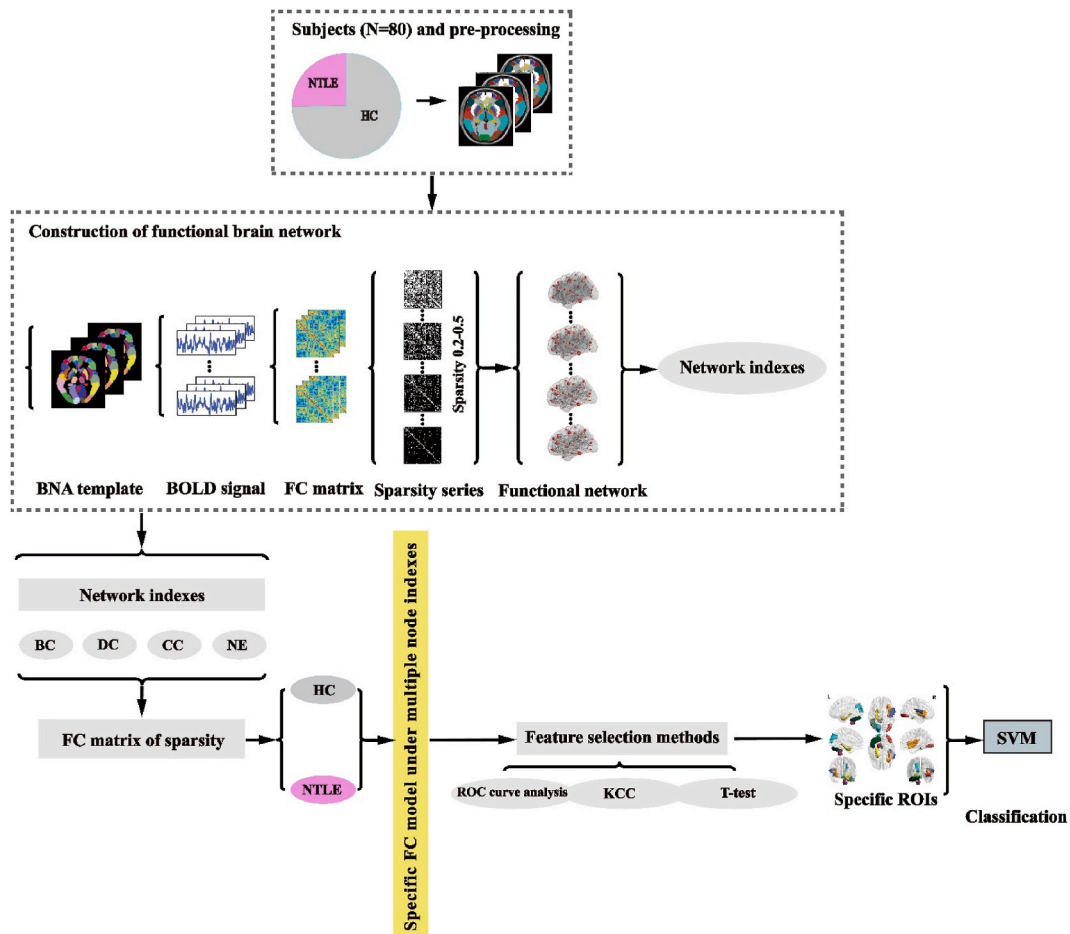 Subjects (N=80) and pre-processing
NTLE
HC
Construction of functional brain network
Sparsity 0.2-0.5
Network indexes
BNA template
BOLD signal
FC matrix
Sparsity series
Functional network
Network indexes
BC
DC
CC
NE
FC matrix of sparsity
HC
NTLE
Specific FC model under multiple node indexes
Feature selection methods
ROC curve analysis
KCC
T-test
L
R
Specific ROIs
SVM
Classification